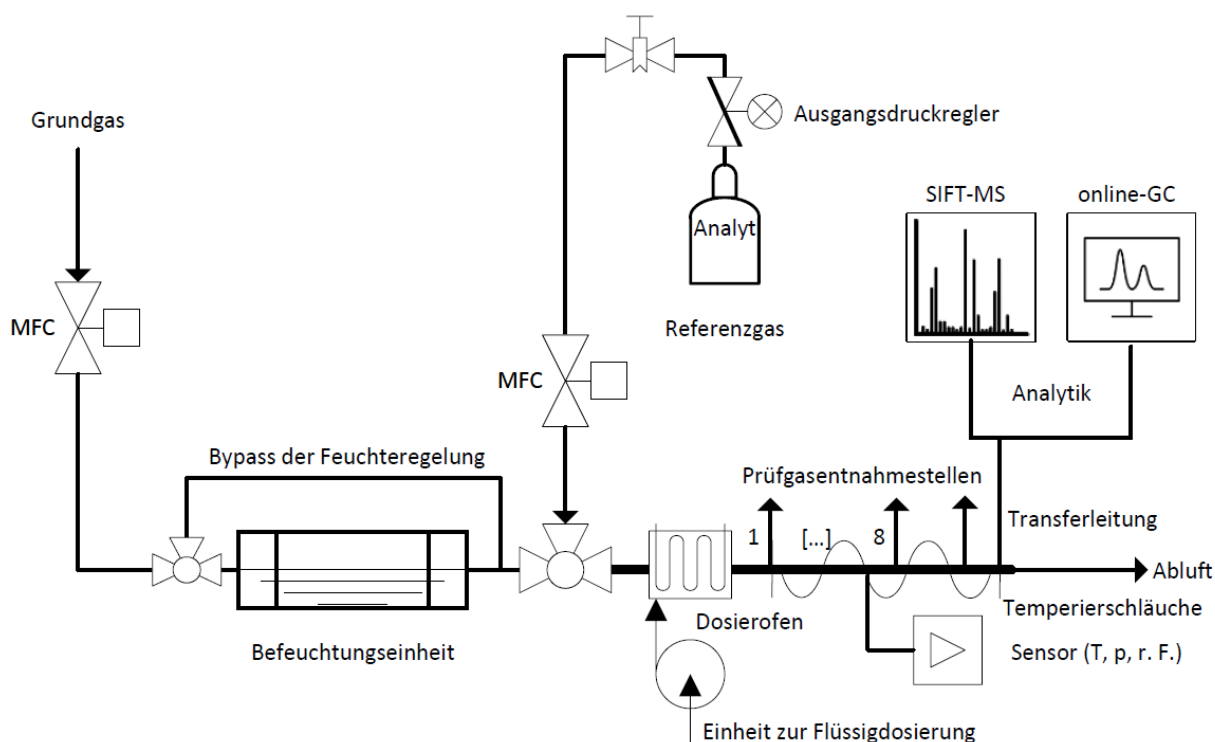 Grundgas
Ausgangsdruckregler
SIFT-MS
online-GC
Analyt
MFC
Referenzgas
MFC
Analytik
Bypass der Feuchteregelung
Prüfgasentnahmestellen
1
[...]
8
Transferleitung
Abluft
Dosierofen
Temperierschläuche
Befeuchtungseinheit
Sensor (T, p, r. F.)
Einheit zur Flüssigdosierung